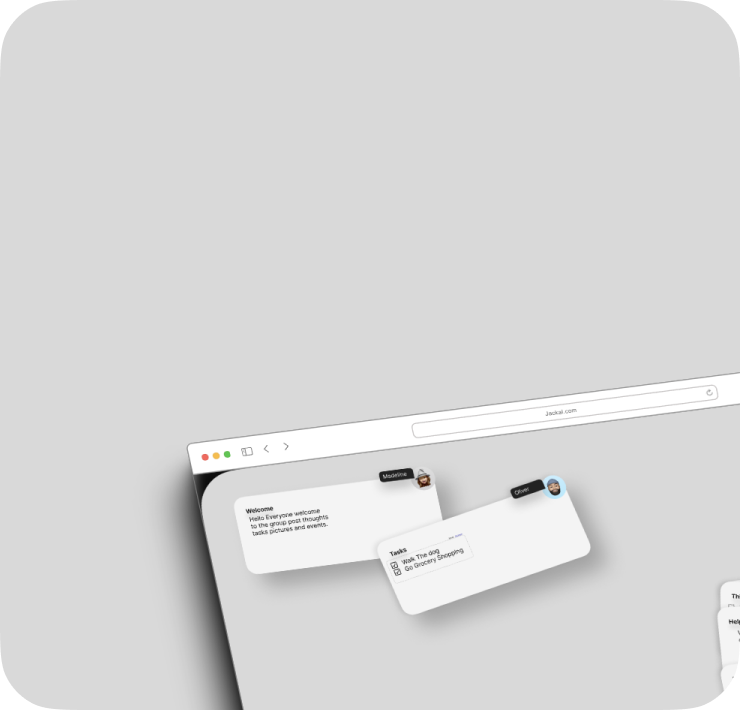 Jackal.com
Madeline
Welcome
Hello Everyone welcome
to the group post thoughts
tasks pictures and events.
Oliver
Tasks
Walk The dog
Go Grocery Shopping
Th
Help